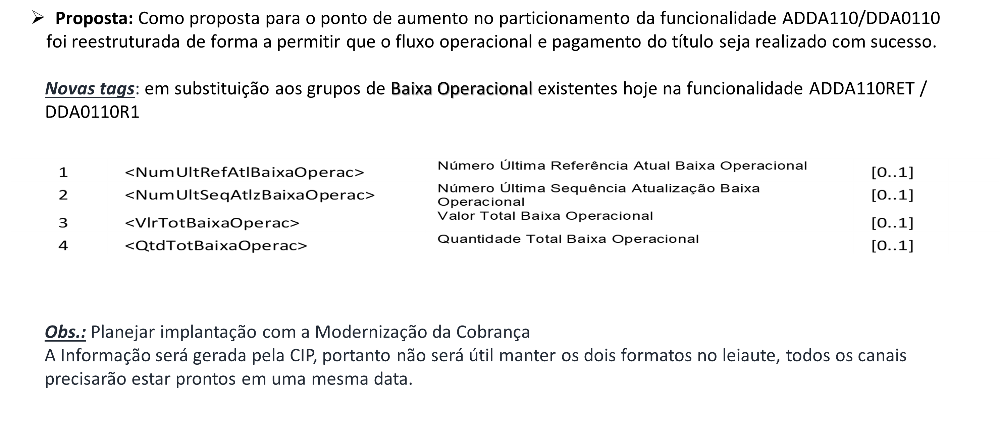 ➢ Proposta: Como proposta para o ponto de aumento no particionamento da funcionalidade ADDA110/DDA0110
foi reestruturada de forma a permitir que o fluxo operacional e pagamento do título seja realizado com sucesso.
Novas tags: em substituição aos grupos de Baixa Operacional existentes hoje na funcionalidade ADDA110RET /
DDA0110R1
1 <NumUltRefAtlBaixaOperac> Número Última Referência Atual Baixa Operacional [0..1]
2 <NumUltSeqAtlzBaixaOperac> Número Última Sequência Atualização Baixa
Operacional [0..1]
3 <VlrTotBaixaOperac> Valor Total Baixa Operacional [0..1]
4 <QtdTotBaixaOperac> Quantidade Total Baixa Operacional [0..1]
Obs.: Planejar implantação com a Modernização da Cobrança
A Informação será gerada pela CIP, portanto não será útil manter os dois formatos no leiaute, todos os canais
precisarão estar prontos em uma mesma data.